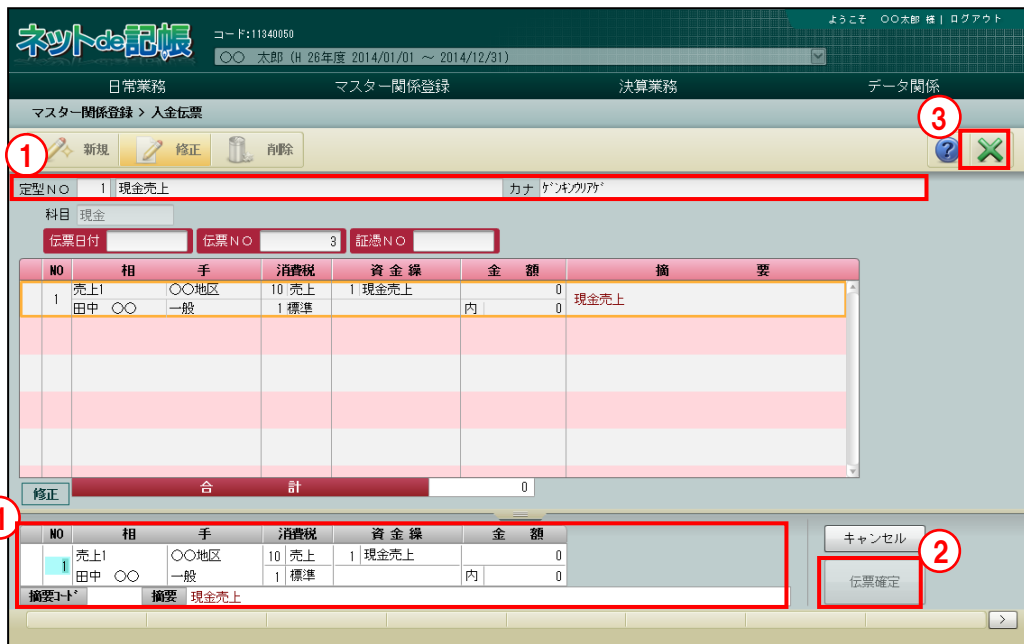 ようこそ 〇〇太郎 様 | ログアウト
ネットde記帳
コード:11340050
〇〇 太郎 (H 26年度 2014/01/01 ～ 2014/12/31)
日常業務 マスター関係登録 決算業務 データ関係
マスター関係登録 > 入金伝票
③
① 新規 修正 削除 ?
定型NO 1 現金売上 カナ ｹﾞﾝｷﾝｳﾘｱｹﾞ
科目 現金
伝票日付 伝票NO 3 証憑NO
NO 相 手 消費税 資金繰 金 額 摘 要
1 売上1 〇〇地区 10 売上 1 現金売上 0 現金売上
田中 〇〇 一般 1 標準 内 0
修正 合 計 0
1
NO 相 手 消費税 資金繰 金 額
1 売上1 〇〇地区 10 売上 1 現金売上 0
田中 〇〇 一般 1 標準 内 0
摘要ｺｰﾄﾞ 摘要 現金売上
キャンセル
②
伝票確定
>